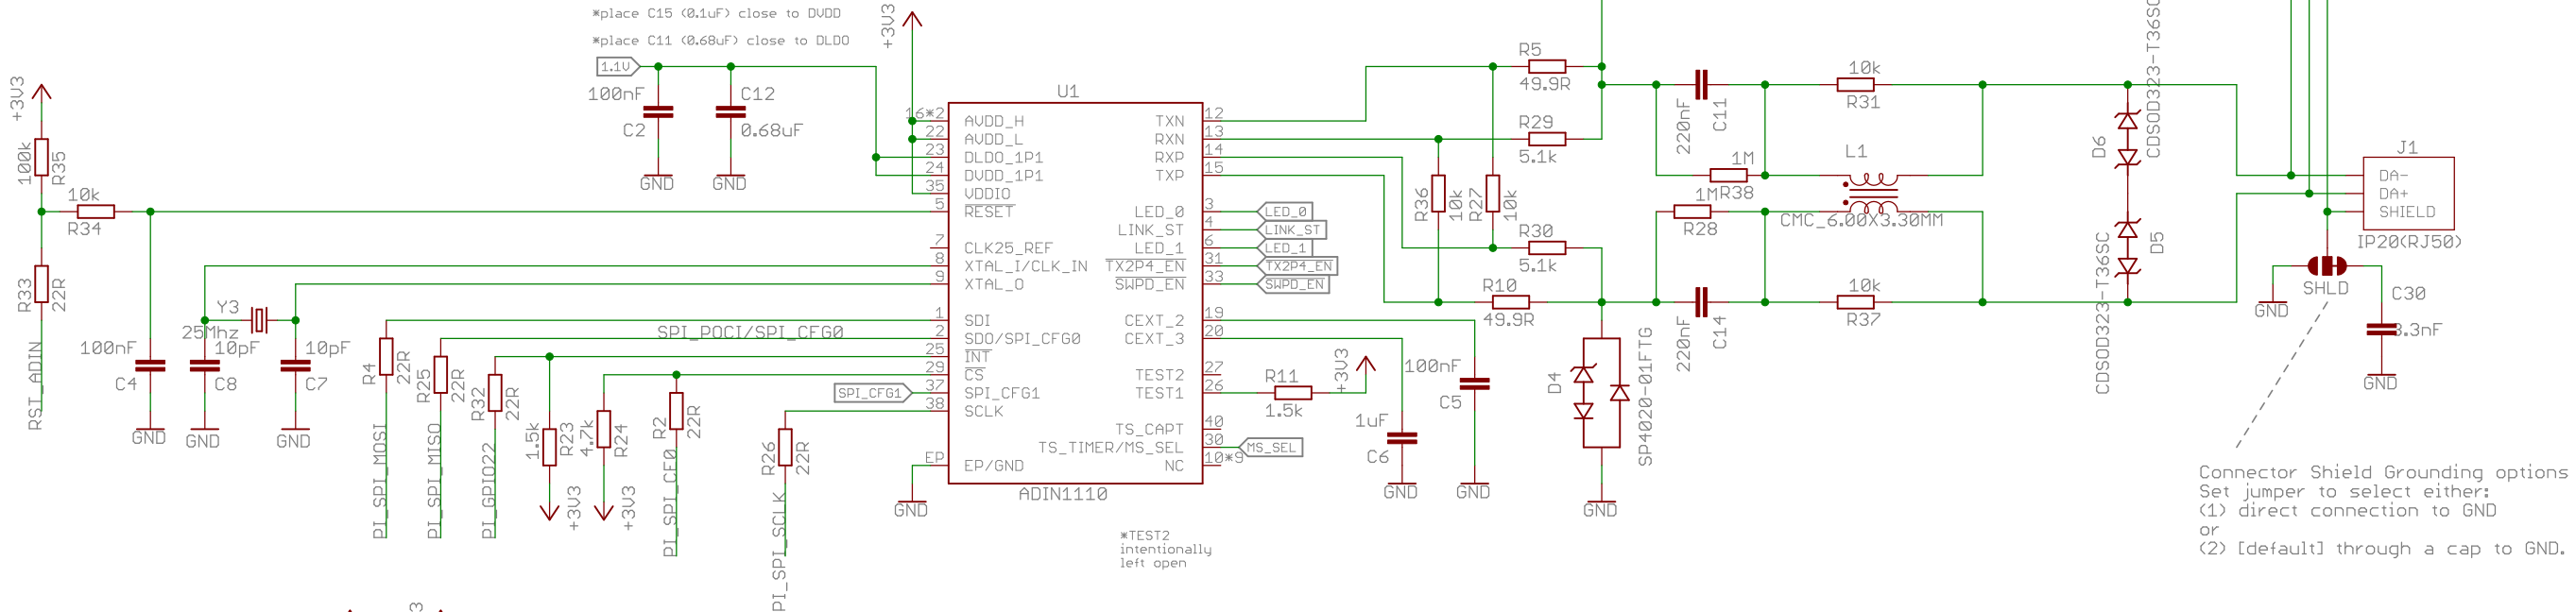 *place C15 (0.1uF) close to DVDD
*place C11 (0.68uF) close to DLDO
+3V3
1.1V
100nF
C2
GND
C12
0.68uF
GND
+3V3
100k
R35
10k
R34
R33
22R
RST_ADIN
100nF
C4
GND
Y3
25Mhz
10pF
C8
GND
10pF
C7
GND
R4
22R
PI_SPI_MOSI
R25
22R
PI_SPI_MISO
R32
22R
PI_GPIO22
SPI_POCI/SPI_CFG0
1.5k
R23
+3V3
4.7k
R24
+3V3
R2
22R
PI_SPI_CE0
R26
22R
PI_SPI_SCLK
SPI_CFG1
GND
U1
16*2 AVDD_H
22 AVDD_L
23 DLDO_1P1
24 DVDD_1P1
35 VDDIO
5 RESET
7 CLK25_REF
8 XTAL_I/CLK_IN
9 XTAL_O
1 SDI
2 SDO/SPI_CFG0
25 INT
29 CS
37 SPI_CFG1
38 SCLK
EP EP/GND
TXN 12
RXN 13
RXP 14
TXP 15
LED_0 3
LINK_ST 4
LED_1 6
TX2P4_EN 31
SWPD_EN 33
CEXT_2 19
CEXT_3 20
TEST2 27
TEST1 26
TS_CAPT 40
TS_TIMER/MS_SEL 30
NC 10*9
ADIN1110
LED_0
LINK_ST
LED_1
TX2P4_EN
SWPD_EN
MS_SEL
*TEST2
intentionally
left open
R11
1.5k
+3V3
1uF
C6
GND
100nF
C5
GND
R5
49.9R
R29
5.1k
R36
10k
R27
10k
R30
5.1k
R10
49.9R
D4
SP4020-01FTG
GND
220nF
C11
1M
R38
1M
R28
220nF
C14
10k
R31
L1
CMC_6.00X3.30MM
10k
R37
D6
CDSOD323-T36SC
D5
CDSOD323-T36SC
J1
DA-
DA+
SHIELD
IP20(RJ50)
SHLD
GND
C30
3.3nF
GND
Connector Shield Grounding options
Set jumper to select either:
(1) direct connection to GND
or
(2) [default] through a cap to GND.